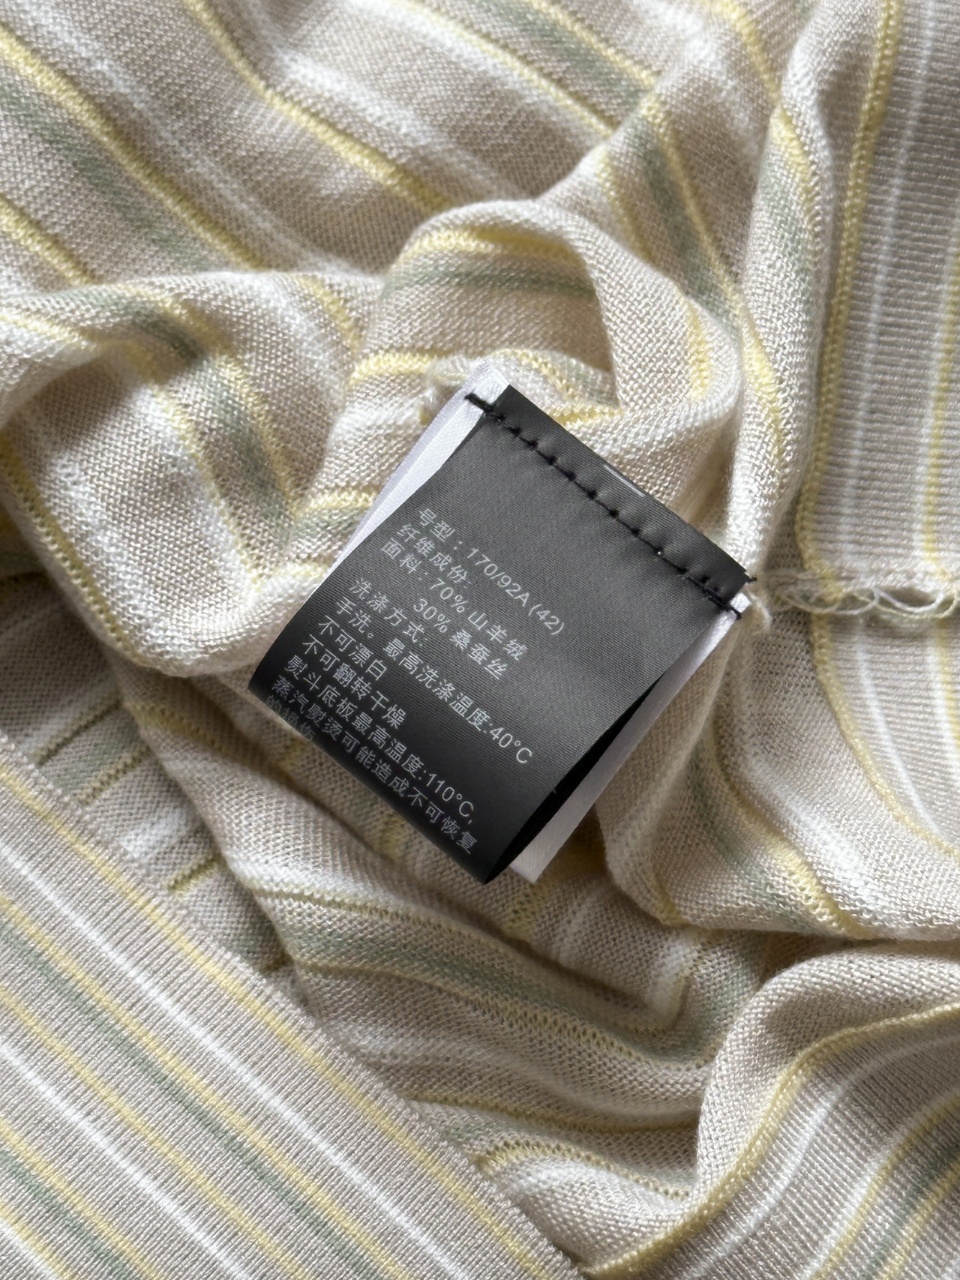 号型：170/92A (42)
纤维成份：
面料：70% 山羊绒
30% 桑蚕丝
洗涤方式：
手洗。最高洗涤温度:40°C
不可漂白
不可翻转干燥
熨斗底板最高温度:110°C,
蒸汽熨烫可能造成不可恢复